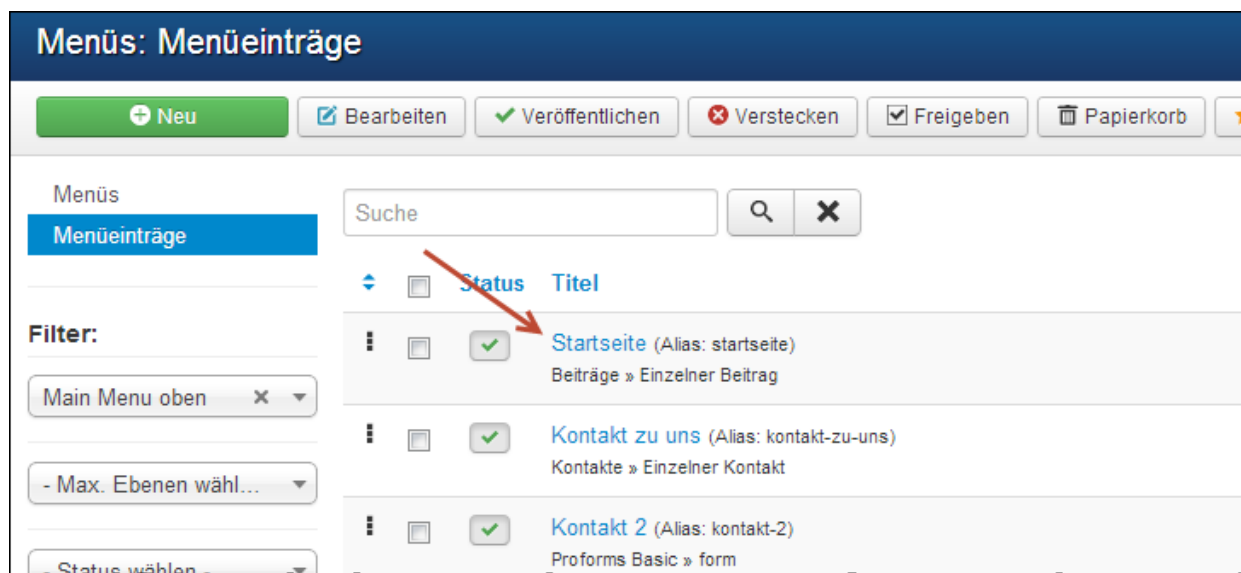 Menüs: Menüeinträge
Neu Bearbeiten Veröffentlichen Verstecken Freigeben Papierkorb
Menüs
Menüeinträge
Suche
Status Titel
Filter:
Main Menu oben
- Max. Ebenen wähl...
- Status wählen -
Startseite (Alias: startseite)
Beiträge » Einzelner Beitrag
Kontakt zu uns (Alias: kontakt-zu-uns)
Kontakte » Einzelner Kontakt
Kontakt 2 (Alias: kontakt-2)
Proforms Basic » form